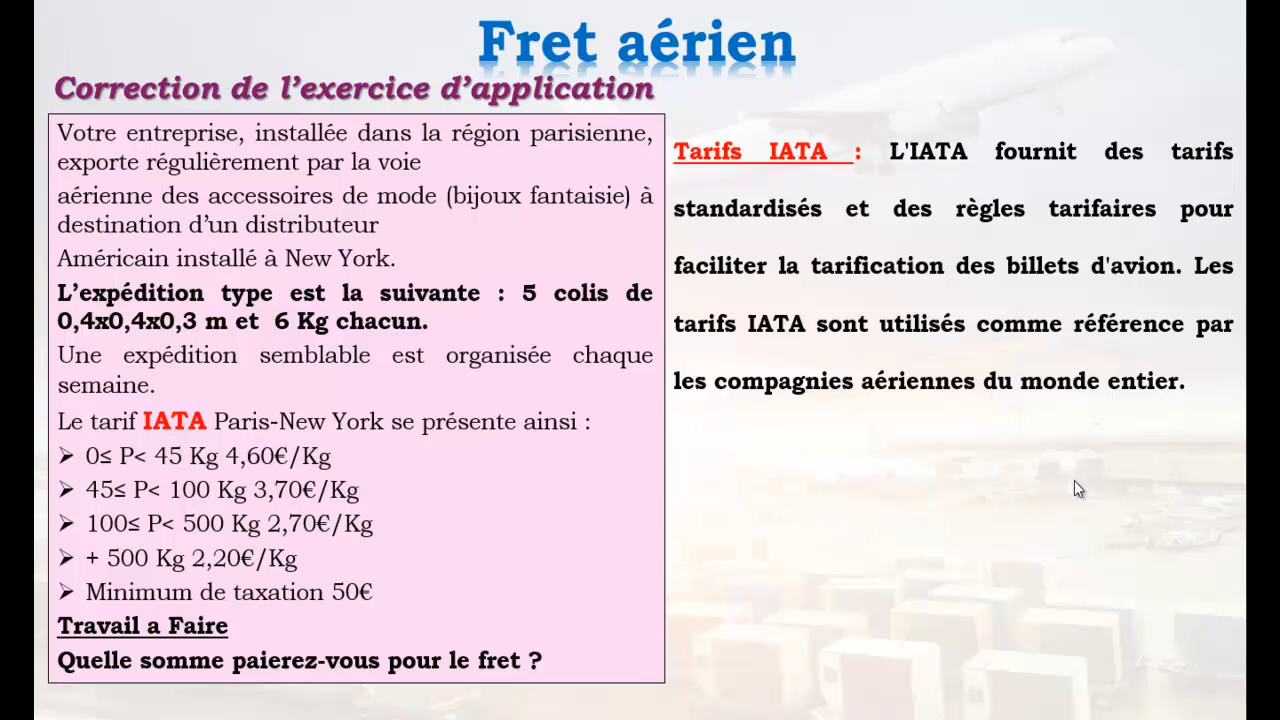 Fret aérien
Correction de l’exercice d’application
Votre entreprise, installée dans la région parisienne,
exporte régulièrement par la voie
aérienne des accessoires de mode (bijoux fantaisie) à
destination d’un distributeur
Américain installé à New York.
L’expédition type est la suivante : 5 colis de
0,4x0,4x0,3 m et 6 Kg chacun.
Une expédition semblable est organisée chaque
semaine.
Le tarif IATA Paris-New York se présente ainsi :
➢ 0≤ P< 45 Kg 4,60€/Kg
➢ 45≤ P< 100 Kg 3,70€/Kg
➢ 100≤ P< 500 Kg 2,70€/Kg
➢ + 500 Kg 2,20€/Kg
➢ Minimum de taxation 50€
Travail a Faire
Quelle somme paierez-vous pour le fret ?
Tarifs IATA : L'IATA fournit des tarifs
standardisés et des règles tarifaires pour
faciliter la tarification des billets d'avion. Les
tarifs IATA sont utilisés comme référence par
les compagnies aériennes du monde entier.